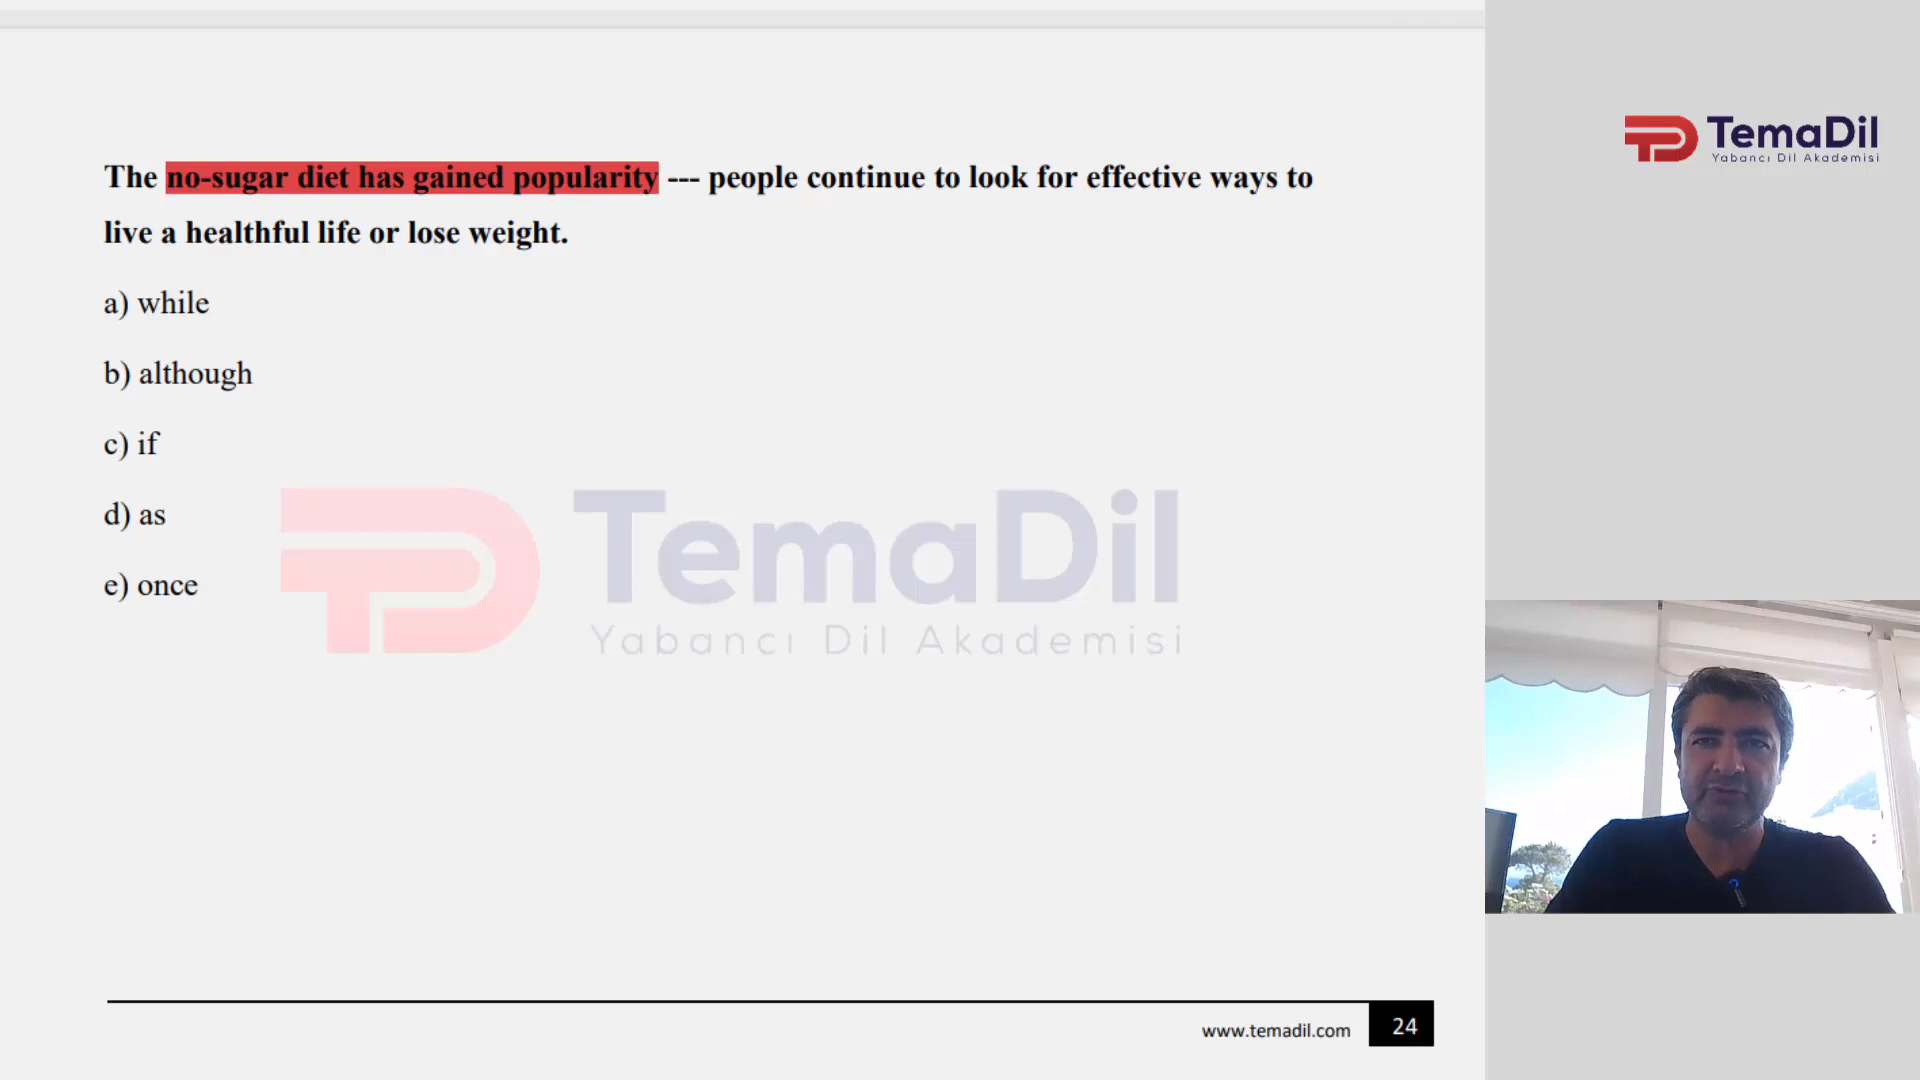 The no-sugar diet has gained popularity --- people continue to look for effective ways to
live a healthful life or lose weight.
a) while
b) although
c) if
d) as
e) once
TemaDil
Yabancı Dil Akademisi
www.temadil.com
24
TemaDil
Yabancı Dil Akademisi